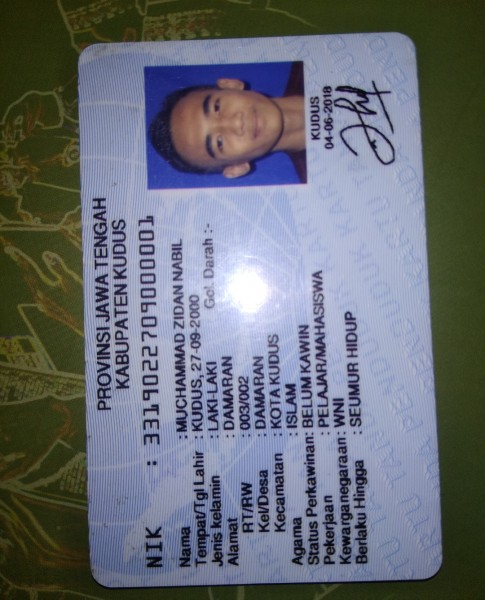 PROVINSI JAWA TENGAH
KABUPATEN KUDUS
NIK : 3319022709000001
Nama : MUCHAMMAD ZIDAN NABIL
Tempat/Tgl Lahir : KUDUS, 27-09-2000
Jenis kelamin : LAKI-LAKI Gol. Darah : -
Alamat : DAMARAN
RT/RW : 003/002
Kel/Desa : DAMARAN
Kecamatan : KOTA KUDUS
Agama : ISLAM
Status Perkawinan: BELUM KAWIN
Pekerjaan : PELAJAR/MAHASISWA
Kewarganegaraan: WNI
Berlaku Hingga : SEUMUR HIDUP
KUDUS
04-06-2018